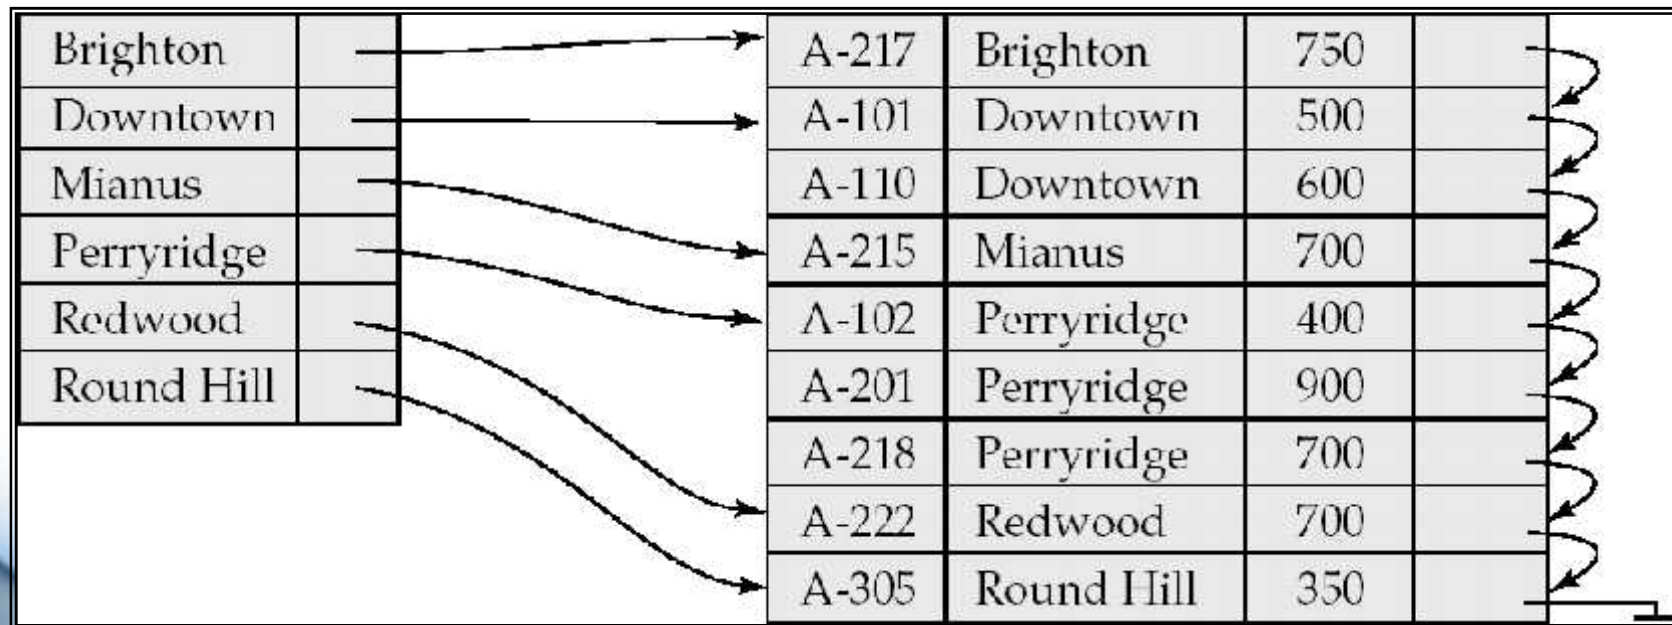 Brighton
Downtown
Mianus
Perryridge
Redwood
Round Hill
A-217 Brighton 750
A-101 Downtown 500
A-110 Downtown 600
A-215 Mianus 700
A-102 Perryridge 400
A-201 Perryridge 900
A-218 Perryridge 700
A-222 Redwood 700
A-305 Round Hill 350